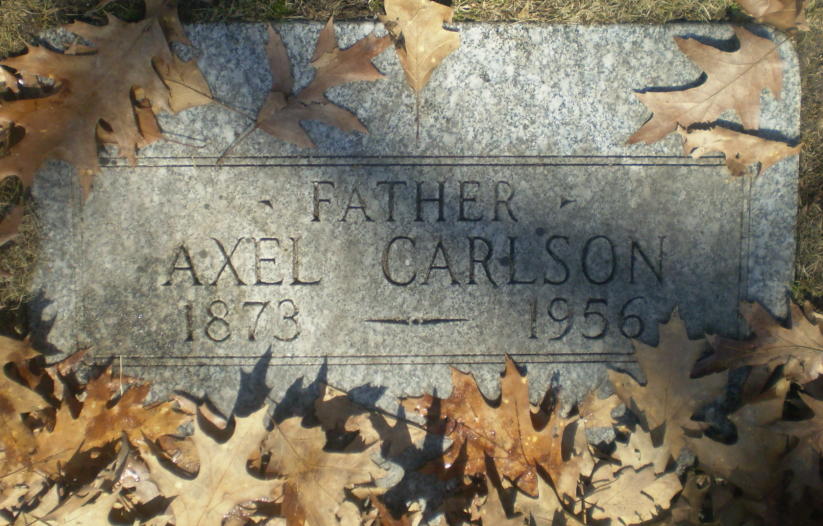 FATHER
AXEL CARLSON
1873 — 1956